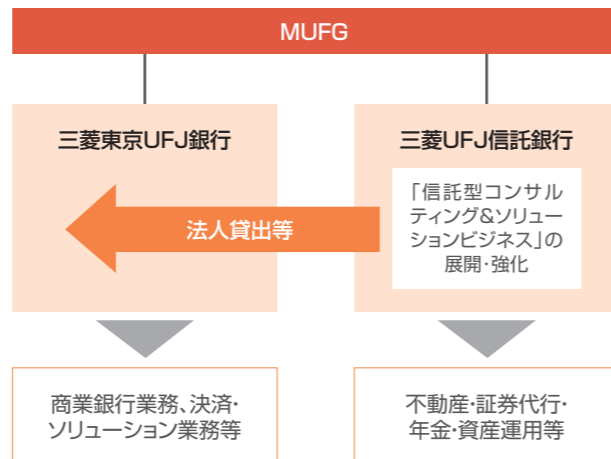 MUFG
三菱東京UFJ銀行
三菱UFJ信託銀行
法人貸出等
「信託型コンサル
ティング&ソリュー
ションビジネス」の
展開・強化
商業銀行業務、決済・
ソリューション業務等
不動産・証券代行・
年金・資産運用等